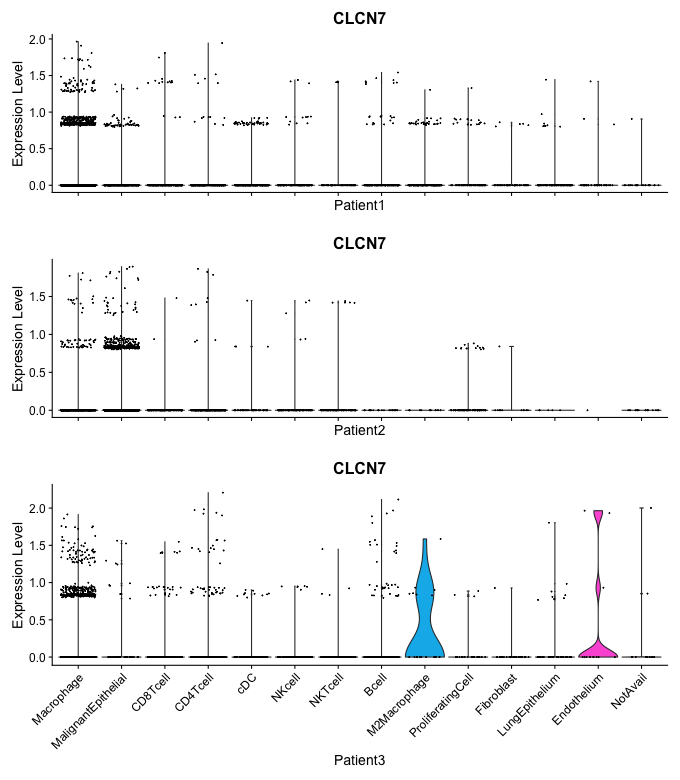 CLCN7
Expression Level
2.0
1.5
1.0
0.5
0.0
Patient1
CLCN7
Expression Level
1.5
1.0
0.5
0.0
Patient2
CLCN7
Expression Level
2.0
1.5
1.0
0.5
0.0
Macrophage
MalignantEpithelial
CD8Tcell
CD4Tcell
cDC
NKcell
NKTcell
Bcell
M2Macrophage
ProliferatingCell
Fibroblast
LungEpithelium
Endothelium
NotAvail
Patient3